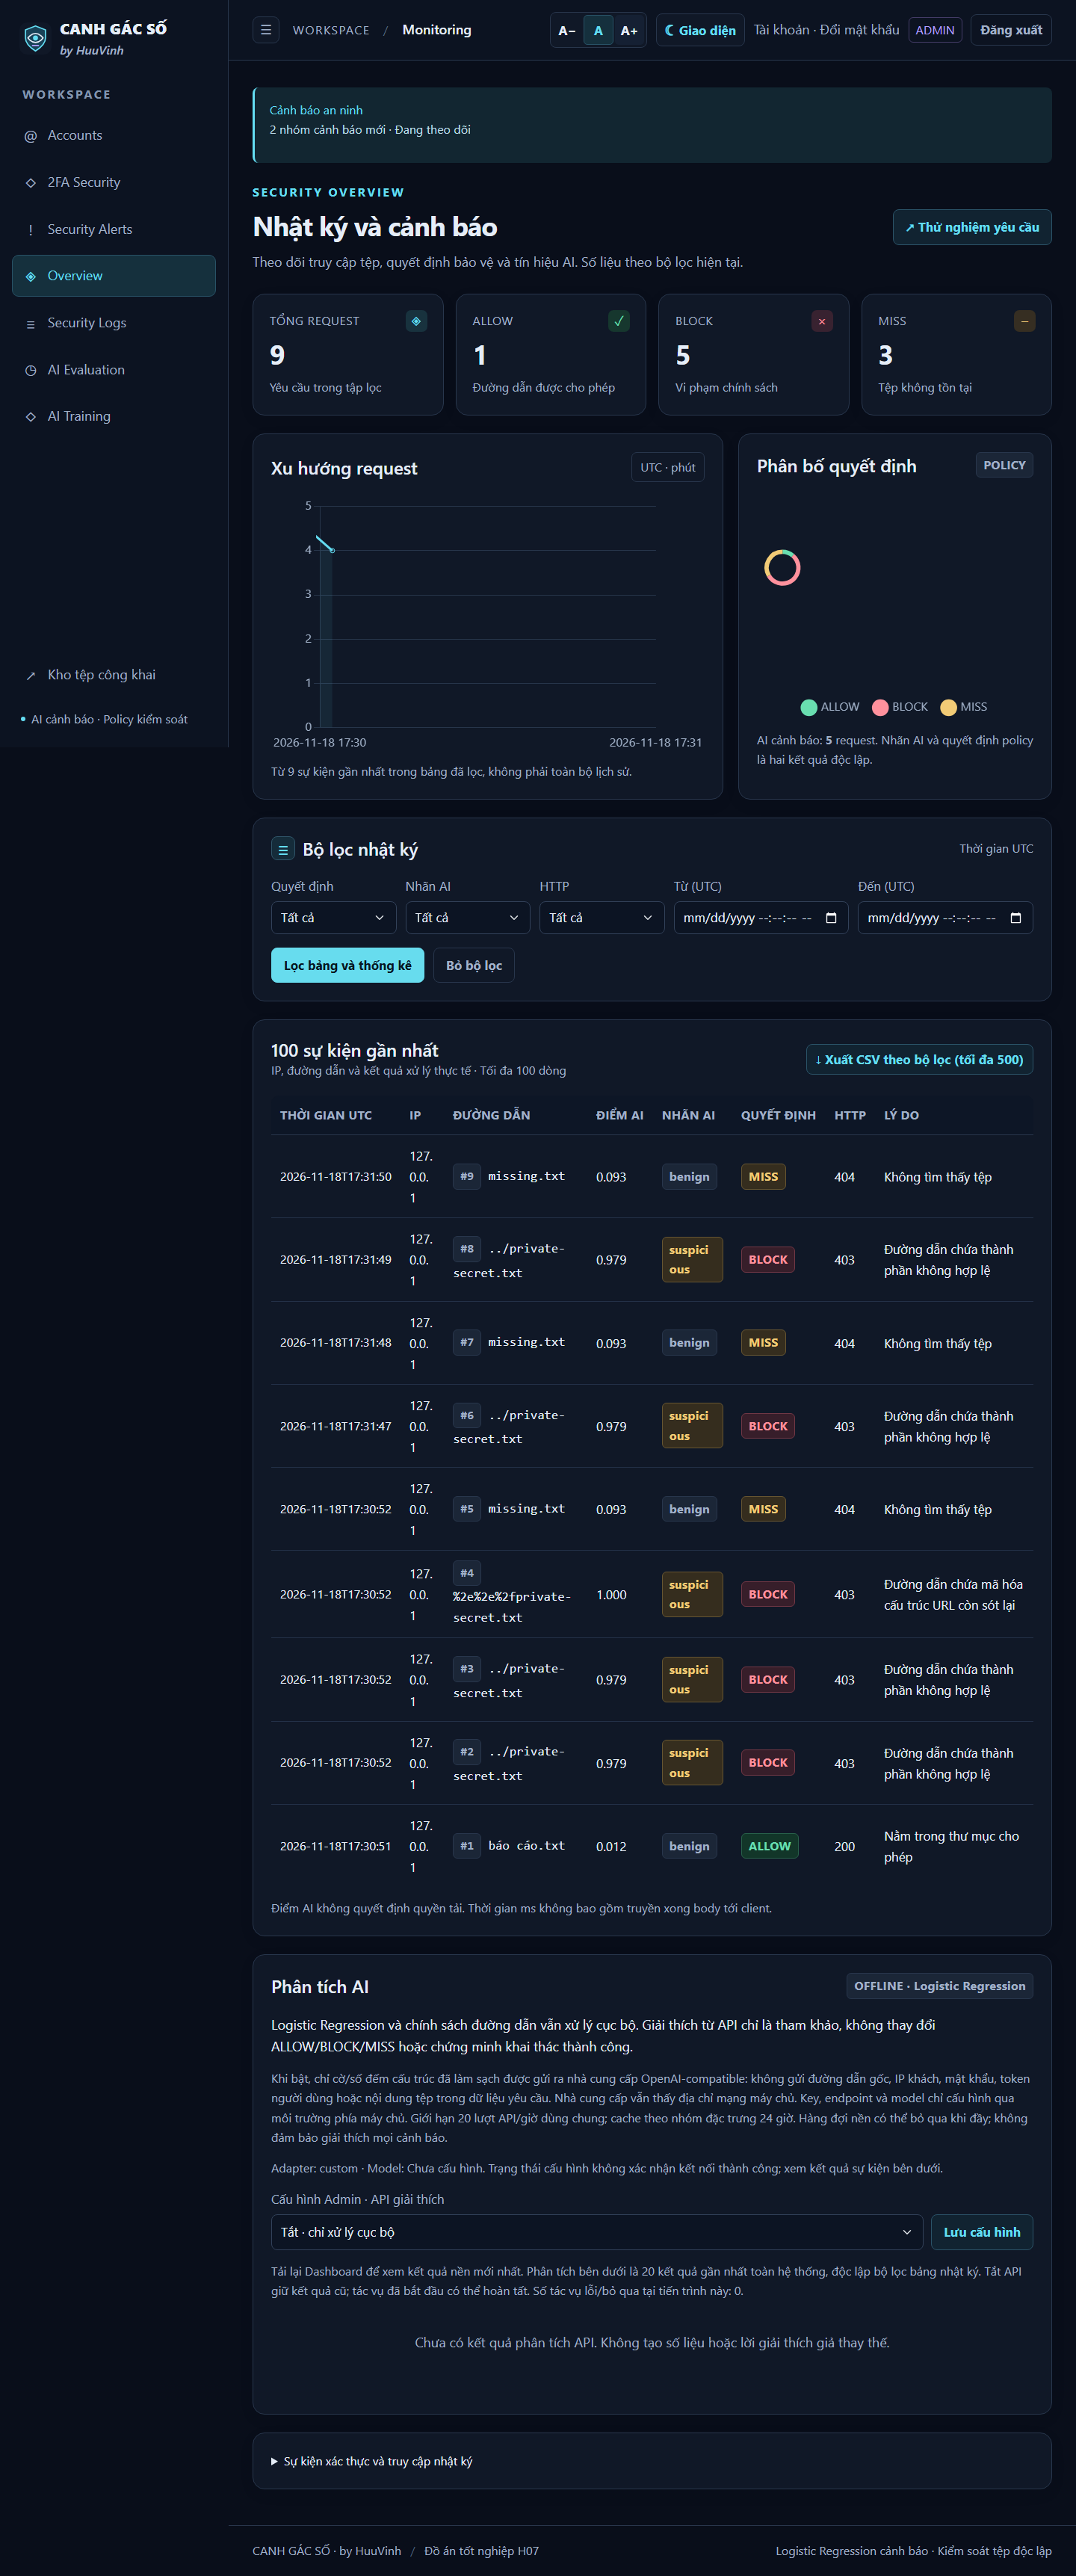 CANH GÁC SỐ
by HuuVinh
WORKSPACE
@ Accounts
2FA Security
! Security Alerts
Overview
Security Logs
AI Evaluation
AI Training
Kho tệp công khai
AI cảnh báo · Policy kiểm soát
WORKSPACE / Monitoring
A− A A+ Giao diện Tài khoản · Đổi mật khẩu ADMIN Đăng xuất
Cảnh báo an ninh
2 nhóm cảnh báo mới · Đang theo dõi
SECURITY OVERVIEW
Nhật ký và cảnh báo
↗ Thử nghiệm yêu cầu
Theo dõi truy cập tệp, quyết định bảo vệ và tín hiệu AI. Số liệu theo bộ lọc hiện tại.
TỔNG REQUEST
9
Yêu cầu trong tập lọc
ALLOW ✓
1
Đường dẫn được cho phép
BLOCK ×
5
Vi phạm chính sách
MISS −
3
Tệp không tồn tại
Xu hướng request
UTC · phút
5
4
3
2
1
0
2026-11-18 17:30 2026-11-18 17:31
Từ 9 sự kiện gần nhất trong bảng đã lọc, không phải toàn bộ lịch sử.
Phân bố quyết định
POLICY
ALLOW BLOCK MISS
AI cảnh báo: 5 request. Nhãn AI và quyết định policy
là hai kết quả độc lập.
Bộ lọc nhật ký
Thời gian UTC
Quyết định Nhãn AI HTTP Từ (UTC) Đến (UTC)
Tất cả Tất cả Tất cả mm/dd/yyyy --:--:-- -- mm/dd/yyyy --:--:-- --
Lọc bảng và thống kê Bỏ bộ lọc
100 sự kiện gần nhất
IP, đường dẫn và kết quả xử lý thực tế · Tối đa 100 dòng
↓ Xuất CSV theo bộ lọc (tối đa 500)
THỜI GIAN UTC IP ĐƯỜNG DẪN ĐIỂM AI NHÃN AI QUYẾT ĐỊNH HTTP LÝ DO
2026-11-18T17:31:50 127.0.0.1 #9 missing.txt 0.093 benign MISS 404 Không tìm thấy tệp
2026-11-18T17:31:49 127.0.0.1 #8 ../private-secret.txt 0.979 suspicious BLOCK 403 Đường dẫn chứa thành phần không hợp lệ
2026-11-18T17:31:48 127.0.0.1 #7 missing.txt 0.093 benign MISS 404 Không tìm thấy tệp
2026-11-18T17:31:47 127.0.0.1 #6 ../private-secret.txt 0.979 suspicious BLOCK 403 Đường dẫn chứa thành phần không hợp lệ
2026-11-18T17:30:52 127.0.0.1 #5 missing.txt 0.093 benign MISS 404 Không tìm thấy tệp
2026-11-18T17:30:52 127.0.0.1 #4 %2e%2e%2fprivate-secret.txt 1.000 suspicious BLOCK 403 Đường dẫn chứa mã hóa cấu trúc URL còn sót lại
2026-11-18T17:30:52 127.0.0.1 #3 ../private-secret.txt 0.979 suspicious BLOCK 403 Đường dẫn chứa thành phần không hợp lệ
2026-11-18T17:30:52 127.0.0.1 #2 ../private-secret.txt 0.979 suspicious BLOCK 403 Đường dẫn chứa thành phần không hợp lệ
2026-11-18T17:30:51 127.0.0.1 #1 báo cáo.txt 0.012 benign ALLOW 200 Nằm trong thư mục cho phép
Điểm AI không quyết định quyền tải. Thời gian ms không bao gồm truyền xong body tới client.
Phân tích AI
OFFLINE · Logistic Regression
Logistic Regression và chính sách đường dẫn vẫn xử lý cục bộ. Giải thích từ API chỉ là tham khảo, không thay đổi
ALLOW/BLOCK/MISS hoặc chứng minh khai thác thành công.
Khi bật, chỉ cờ/số đếm cấu trúc đã làm sạch được gửi ra nhà cung cấp OpenAI-compatible: không gửi đường dẫn gốc, IP khách, mật khẩu, token
người dùng hoặc nội dung tệp trong dữ liệu yêu cầu. Nhà cung cấp vẫn thấy địa chỉ mạng máy chủ. Key, endpoint và model chỉ cấu hình qua
môi trường phía máy chủ. Giới hạn 20 lượt API/giờ dùng chung; cache theo nhóm đặc trưng 24 giờ. Hàng đợi nền có thể bỏ qua khi đầy; không
đảm bảo giải thích mọi cảnh báo.
Adapter: custom · Model: Chưa cấu hình. Trạng thái cấu hình không xác nhận kết nối thành công; xem kết quả sự kiện bên dưới.
Cấu hình Admin · API giải thích
Tắt · chỉ xử lý cục bộ
Lưu cấu hình
Tải lại Dashboard để xem kết quả nền mới nhất. Phân tích bên dưới là 20 kết quả gần nhất toàn hệ thống, độc lập bộ lọc bảng nhật ký. Tắt API
giữ kết quả cũ; tác vụ đã bắt đầu có thể hoàn tất. Số tác vụ lỗi/bỏ qua tại tiến trình này: 0.
Chưa có kết quả phân tích API. Không tạo số liệu hoặc lời giải thích giả thay thế.
Sự kiện xác thực và truy cập nhật ký
CANH GÁC SỐ · by HuuVinh / Đồ án tốt nghiệp H07
Logistic Regression cảnh báo · Kiểm soát tệp độc lập